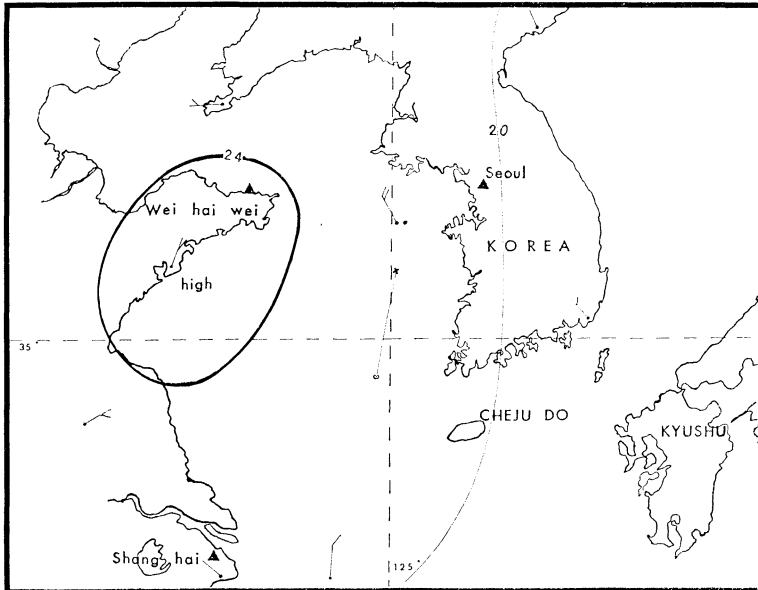 20
24
Seoul
Wei hai wei
KOREA
high
35°
CHEJU DO
KYUSHU
Shang hai
125°